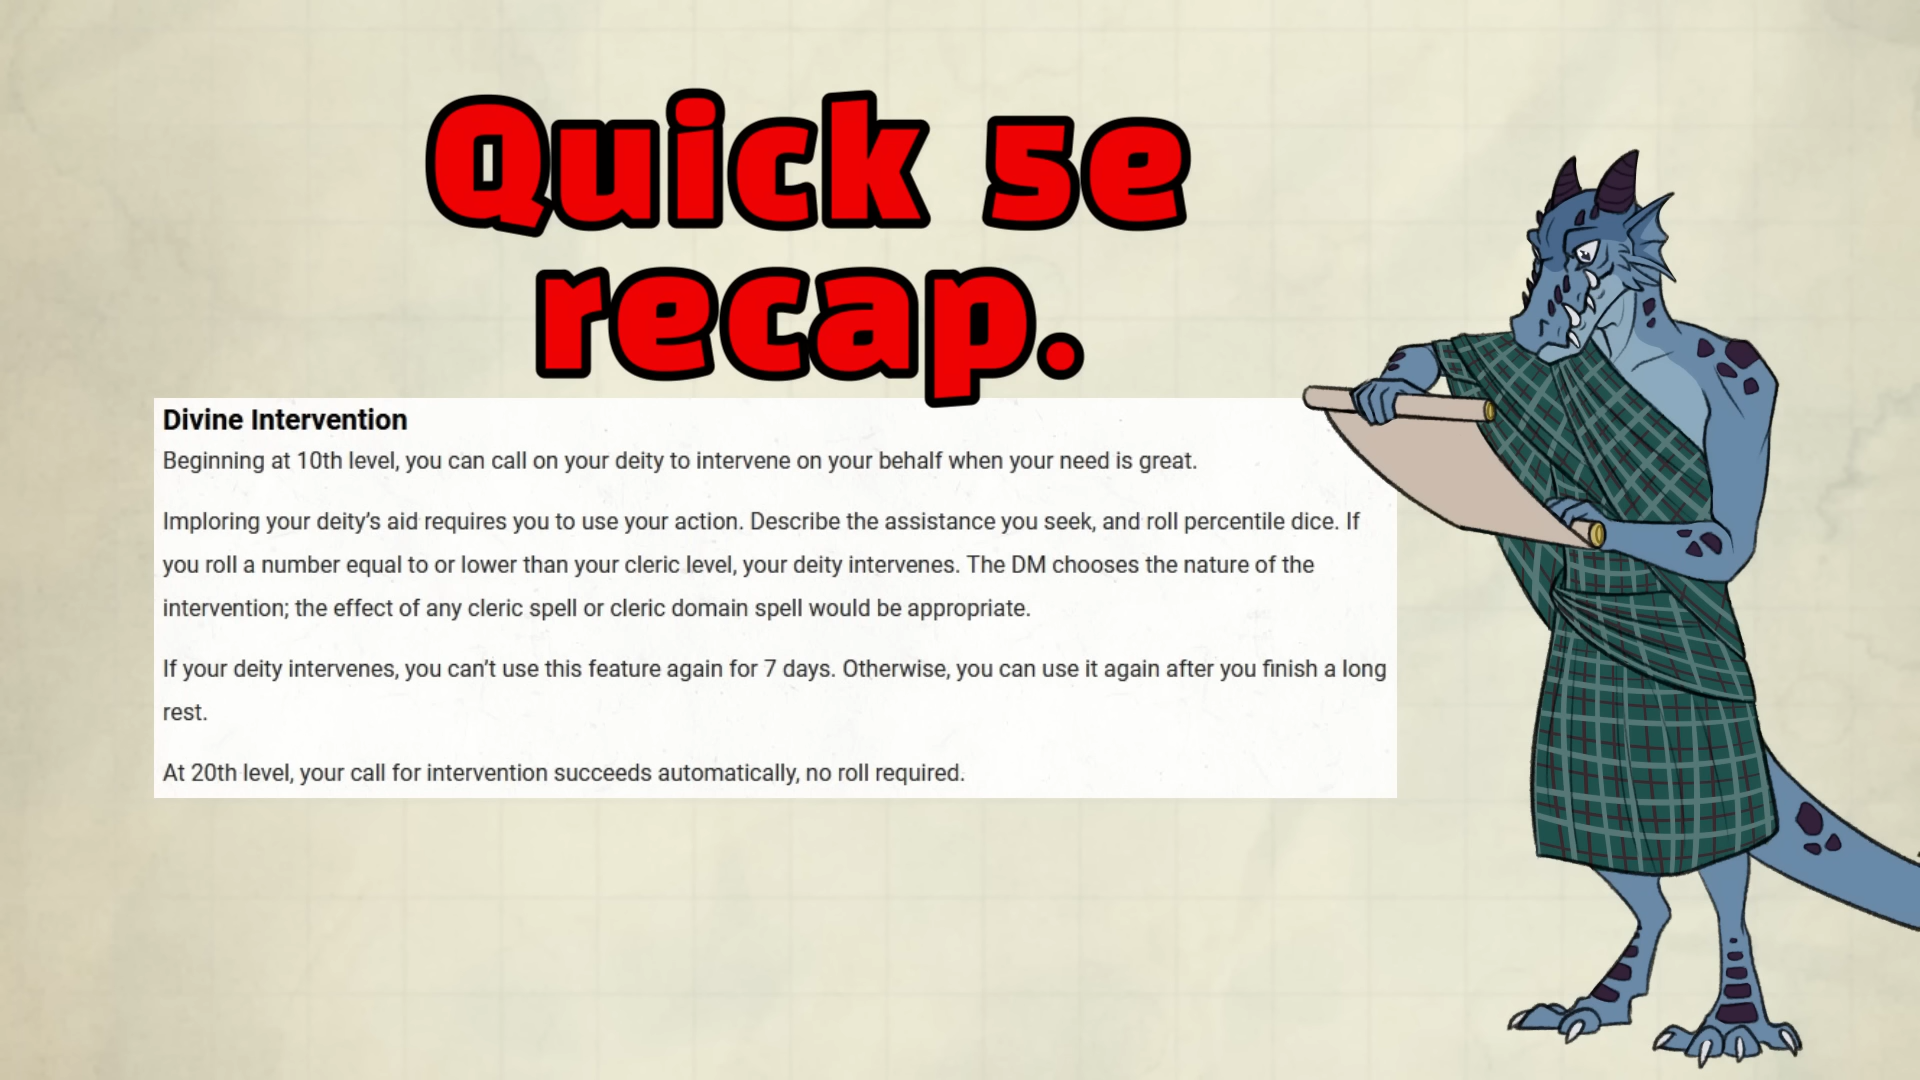 Quick 5e
recap.
Divine Intervention
Beginning at 10th level, you can call on your deity to intervene on your behalf when your need is great.
Imploring your deity’s aid requires you to use your action. Describe the assistance you seek, and roll percentile dice. If
you roll a number equal to or lower than your cleric level, your deity intervenes. The DM chooses the nature of the
intervention; the effect of any cleric spell or cleric domain spell would be appropriate.
If your deity intervenes, you can’t use this feature again for 7 days. Otherwise, you can use it again after you finish a long
rest.
At 20th level, your call for intervention succeeds automatically, no roll required.